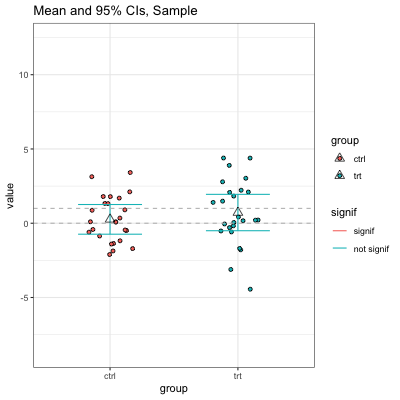 Mean and 95% CIs, Sample
10
5
0
-5
value
ctrl
trt
group
group
ctrl
trt
signif
signif
not signif